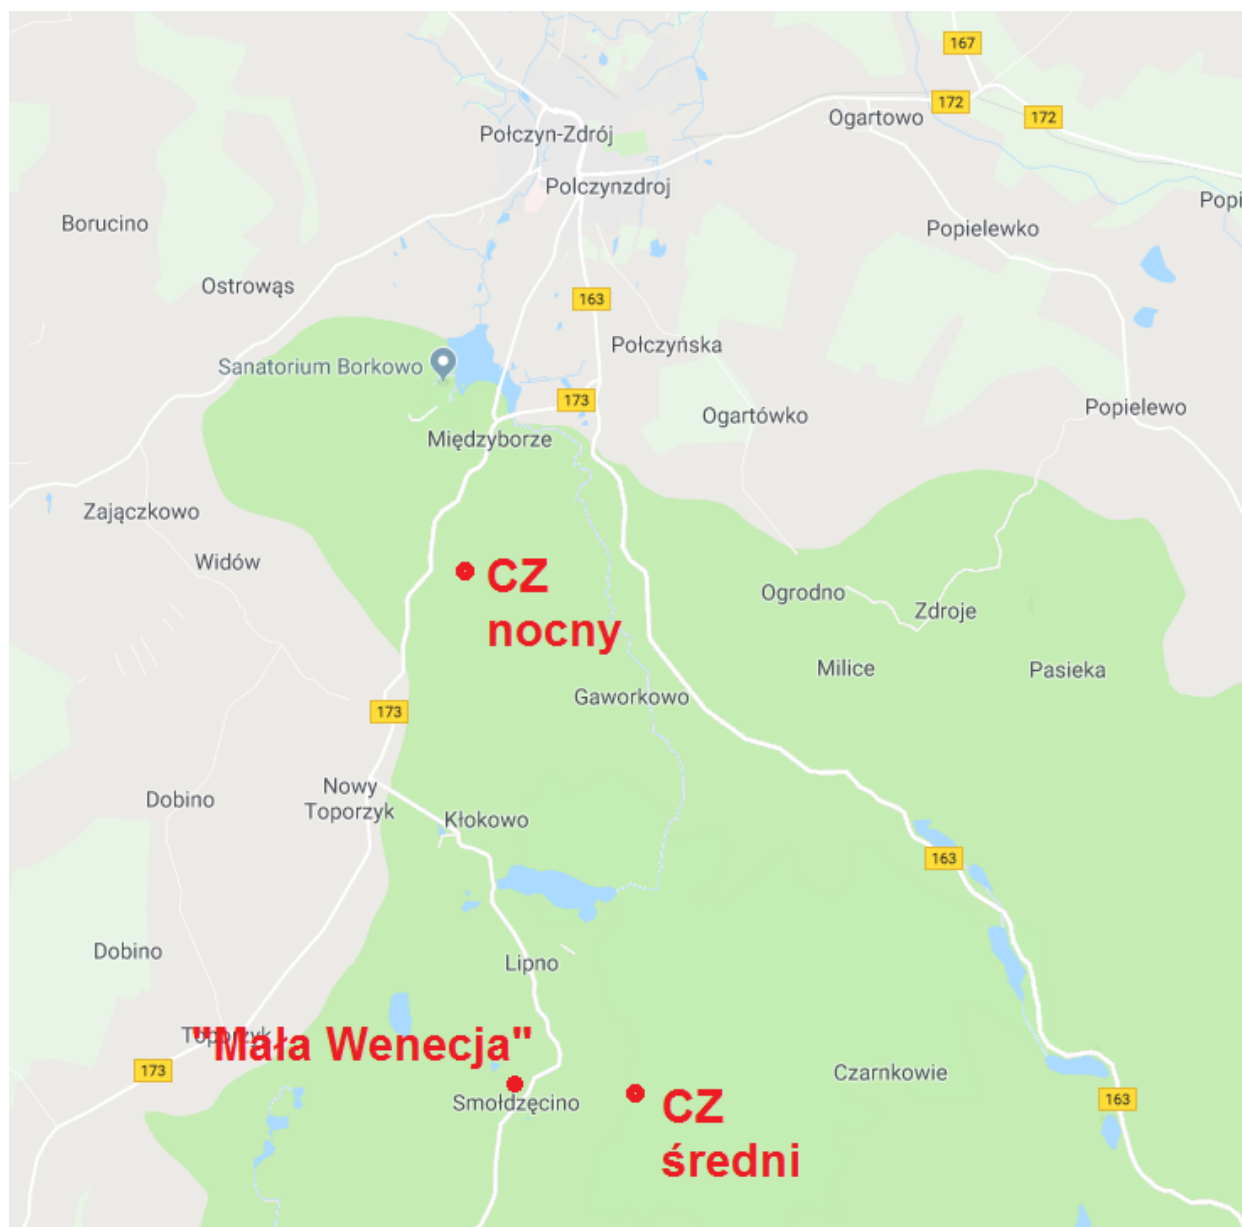 167
172
172
Ogartowo
Połczyn-Zdrój
Polczynzdroj
Popi
Borucino
Popielewko
Ostrowąs
163
Połczyńska
Sanatorium Borkowo
173
Ogartówko
Popielewo
Międzyborze
Zajączkowo
Widów
CZ
nocny
Ogrodno
Zdroje
Milice
Pasieka
Gaworkowo
173
Nowy
Toporzyk
Dobino
Kłokowo
163
Dobino
Lipno
Toporzyk
"Mała Wenecja"
173
Czarnkowie
Smołdzęcino
163
CZ
średni